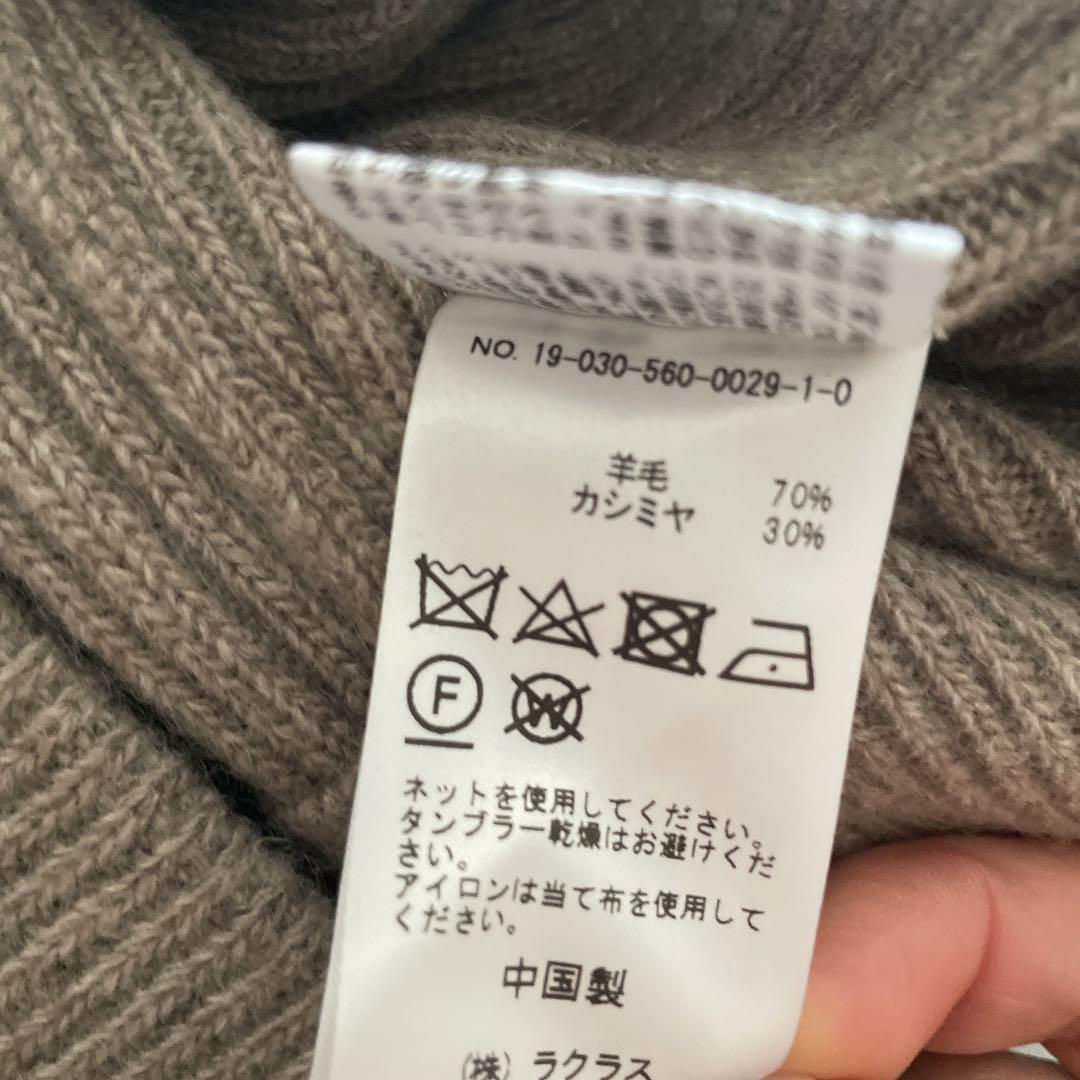 NO. 19-030-560-0029-1-0
羊毛 70%
カシミヤ 30%
F
W
ネットを使用してください。
タンブラー乾燥はお避けくだ
さい。
アイロンは当て布を使用して
ください。
中国製
(株) ラクラス